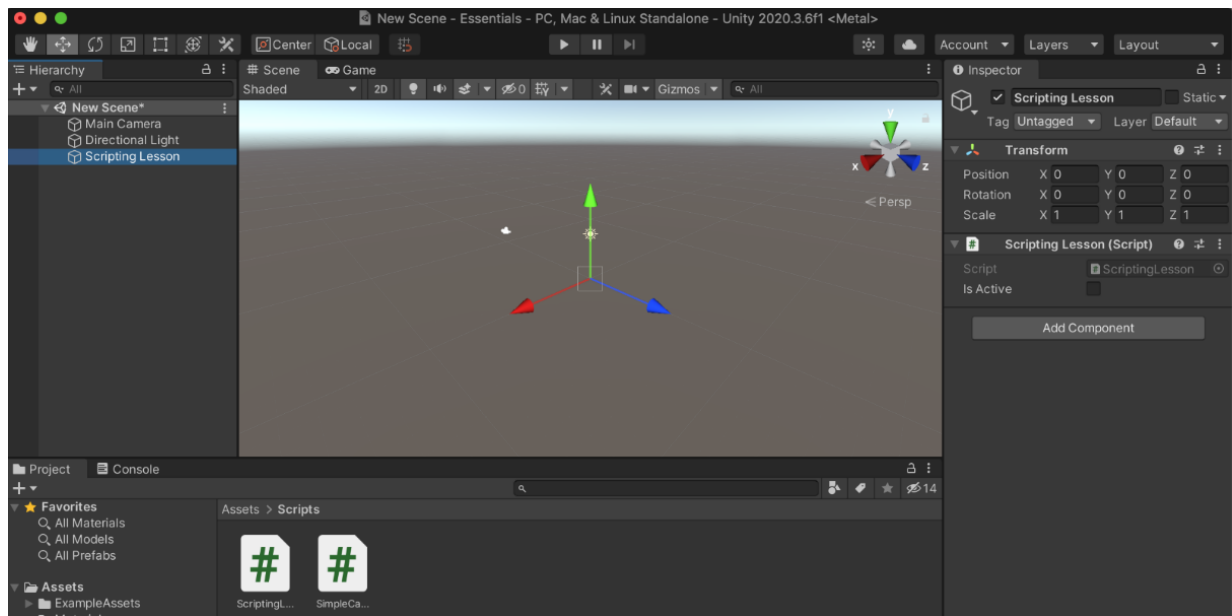 New Scene - Essentials - PC, Mac & Linux Standalone - Unity 2020.3.6f1 <Metal>
Center Local Account Layers Layout
Hierarchy
All
New Scene*
Main Camera
Directional Light
Scripting Lesson
Scene Game
Shaded 2D 0 Gizmos All
y
x z
Persp
Inspector
Scripting Lesson Static
Tag Untagged Layer Default
Transform
Position X 0 Y 0 Z 0
Rotation X 0 Y 0 Z 0
Scale X 1 Y 1 Z 1
# Scripting Lesson (Script)
Script ScriptingLesson
Is Active
Add Component
Project Console
14
Favorites
All Materials
All Models
All Prefabs
Assets
ExampleAssets
Assets > Scripts
# #
ScriptingL... SimpleCa...